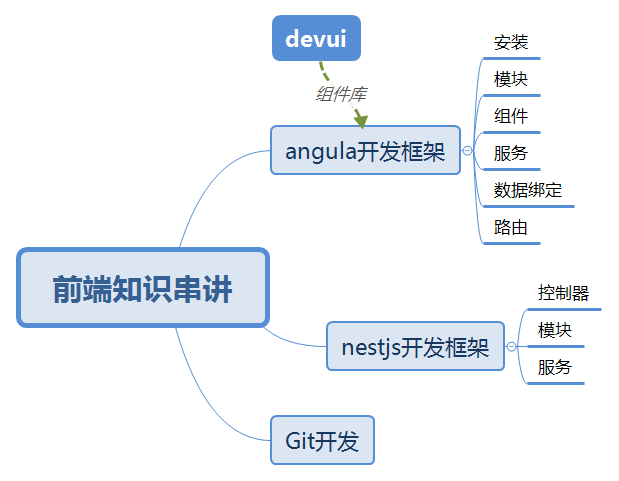 devui
组件库
angula开发框架
安装
模块
组件
服务
数据绑定
路由
前端知识串讲
nestjs开发框架
控制器
模块
服务
Git开发